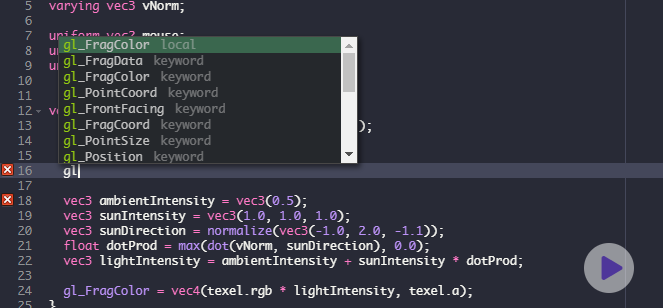 5 varying vec3 vNorm;
6
7 uniform vec2 mouse;
8 un
gl_FragColor local
9 un
gl_FragData keyword
10
gl_FragColor keyword
11
gl_PointCoord keyword
12 ve
gl_FrontFacing keyword
13 );
gl_FragCoord keyword
14
gl_PointSize keyword
15
gl_Position keyword
16 gl
17
18 vec3 ambientIntensity = vec3(0.5);
19 vec3 sunIntensity = vec3(1.0, 1.0, 1.0);
20 vec3 sunDirection = normalize(vec3(-1.0, 2.0, -1.1));
21 float dotProd = max(dot(vNorm, sunDirection), 0.0);
22 vec3 lightIntensity = ambientIntensity + sunIntensity * dotProd;
23
24 gl_FragColor = vec4(texel.rgb * lightIntensity, texel.a);
25 }